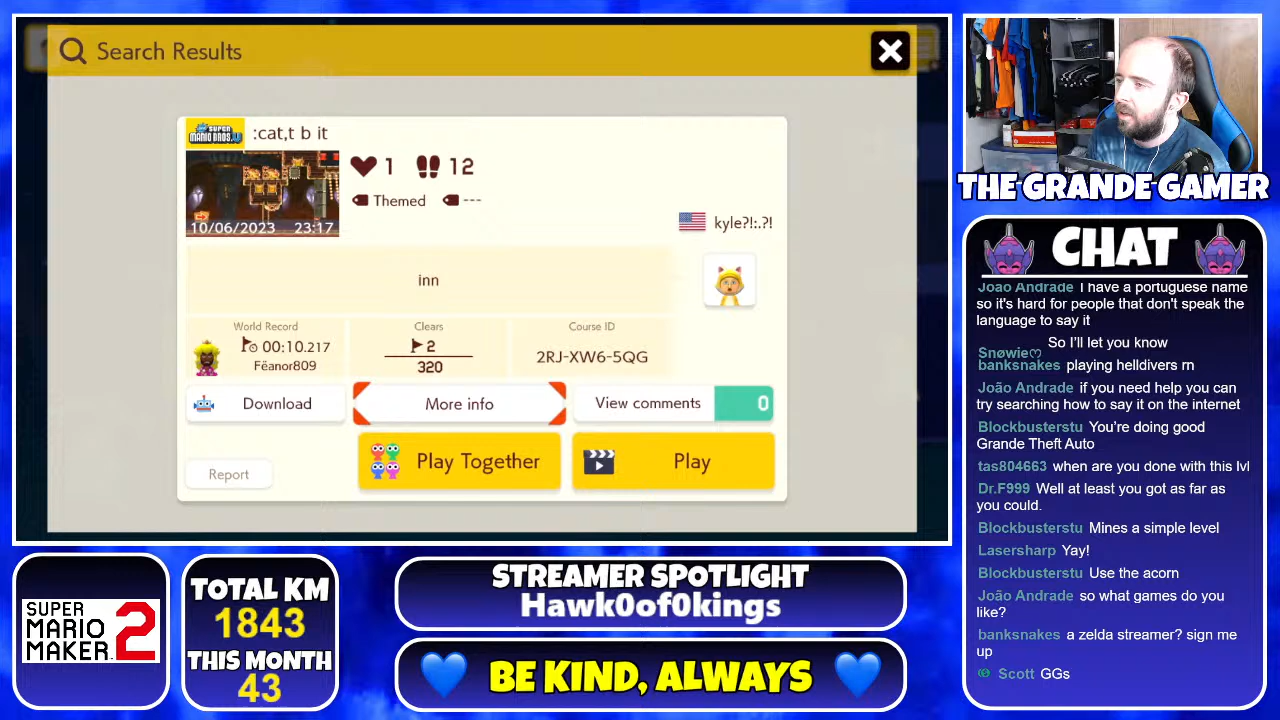 Search Results
SUPER MARIO BROS. U
:cat,t b it
1
12
Themed
---
10/06/2023 23:17
kyle?!:.?!
inn
World Record
00:10.217
Fëanor809
Clears
2
320
Course ID
2RJ-XW6-5QG
Download
More info
View comments
0
Report
Play Together
Play
THE GRANDE GAMER
CHAT
João Andrade I have a portuguese name
so it's hard for people that don't speak the
language to say it
Snøwie♡ So I'll let you know
banksnakes playing helldivers rn
João Andrade if you need help you can
try searching how to say it on the internet
Blockbusterstu You're doing good
Grande Theft Auto
tas804663 when are you done with this lvl
Dr.F999 Well at least you got as far as
you could.
Blockbusterstu Mines a simple level
Lasersharp Yay!
Blockbusterstu Use the acorn
João Andrade so what games do you
like?
banksnakes a zelda streamer? sign me
up
Scott GGs
SUPER
MARIO
MAKER 2
TOTAL KM
1843
THIS MONTH
43
STREAMER SPOTLIGHT
Hawk0of0kings
BE KIND, ALWAYS